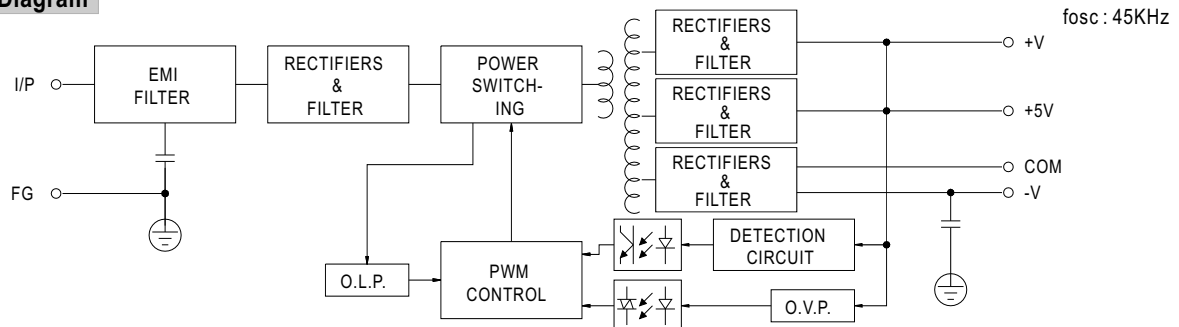 Diagram
fosc : 45KHz
I/P
EMI
FILTER
RECTIFIERS
&
FILTER
POWER
SWITCH-
ING
RECTIFIERS
&
FILTER
+V
RECTIFIERS
&
FILTER
+5V
RECTIFIERS
&
FILTER
COM
-V
FG
DETECTION
CIRCUIT
O.L.P.
PWM
CONTROL
O.V.P.